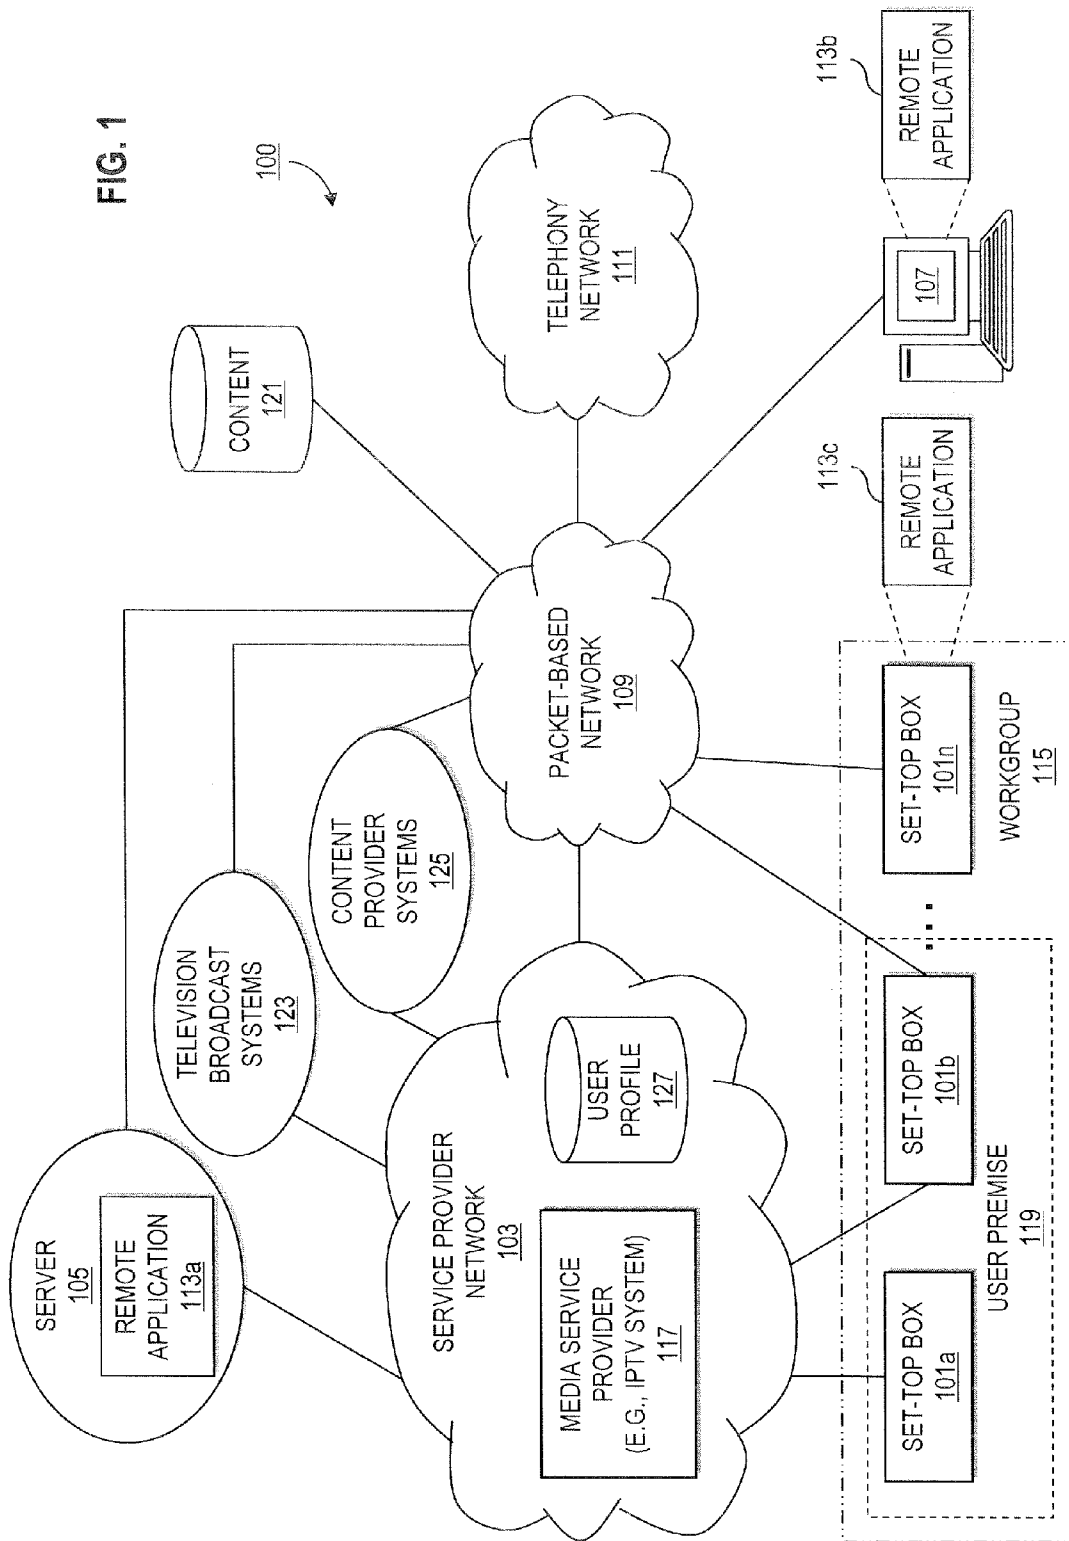 FIG. 1
100
SERVER
105
REMOTE
APPLICATION
113a
TELEVISION
BROADCAST
SYSTEMS
123
CONTENT
PROVIDER
SYSTEMS
125
CONTENT
121
SERVICE PROVIDER
NETWORK
103
MEDIA SERVICE
PROVIDER
(E.G., IPTV SYSTEM)
117
USER
PROFILE
127
PACKET-BASED
NETWORK
109
TELEPHONY
NETWORK
111
SET-TOP BOX
101a
SET-TOP BOX
101b
USER PREMISE
119
SET-TOP BOX
101n
WORKGROUP
115
REMOTE
APPLICATION
113c
107
REMOTE
APPLICATION
113b